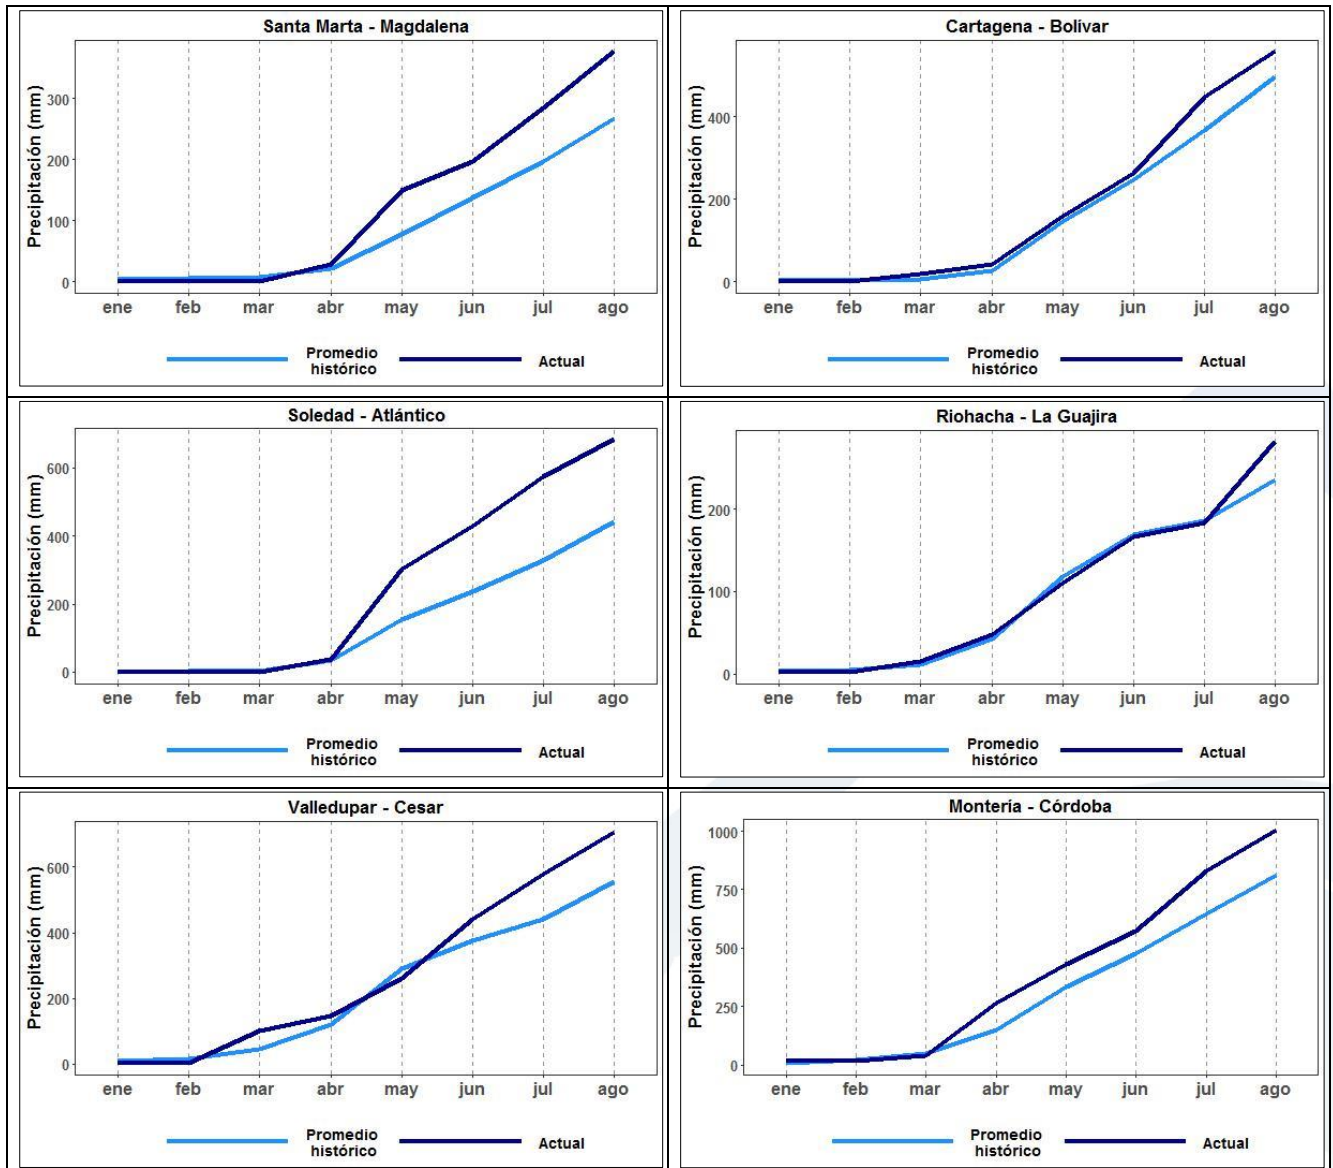 Santa Marta - Magdalena
Precipitación (mm)
300
200
100
0
ene feb mar abr may jun jul ago
Promedio
histórico
Actual
Cartagena - Bolívar
Precipitación (mm)
400
200
0
ene feb mar abr may jun jul ago
Promedio
histórico
Actual
Soledad - Atlántico
Precipitación (mm)
600
400
200
0
ene feb mar abr may jun jul ago
Promedio
histórico
Actual
Riohacha - La Guajira
Precipitación (mm)
200
100
0
ene feb mar abr may jun jul ago
Promedio
histórico
Actual
Valledupar - Cesar
Precipitación (mm)
600
400
200
0
ene feb mar abr may jun jul ago
Promedio
histórico
Actual
Montería - Córdoba
Precipitación (mm)
1000
750
500
250
0
ene feb mar abr may jun jul ago
Promedio
histórico
Actual